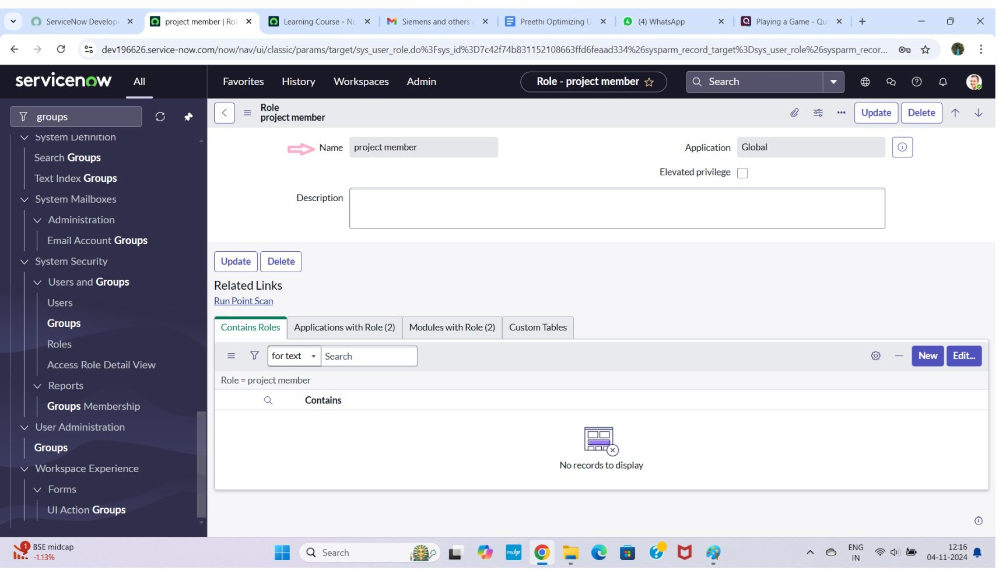 ServiceNow Develop
project member | Ro
Learning Course - No
Siemens and others
Preethi Optimizing U
(4) WhatsApp
Playing a Game - Qu
dev196626.service-now.com/now/nav/ui/classic/params/target/sys_user_role.do%3Fsys_id%3D7c42f74b831152108663ffd6feaad334%26sysparm_record_target%3Dsys_user_role%26sysparm_recor...
servicenow
All
Favorites
History
Workspaces
Admin
Role - project member
Search
groups
System Definition
Search Groups
Text Index Groups
System Mailboxes
Administration
Email Account Groups
System Security
Users and Groups
Users
Groups
Roles
Access Role Detail View
Reports
Groups Membership
User Administration
Groups
Workspace Experience
Forms
UI Action Groups
Role
project member
Update
Delete
Name
project member
Application
Global
Elevated privilege
Description
Update
Delete
Related Links
Run Point Scan
Contains Roles
Applications with Role (2)
Modules with Role (2)
Custom Tables
for text
Search
New
Edit...
Role = project member
Contains
No records to display
1
BSE midcap
-1.13%
Search
myhp
ENG
IN
12:16
04-11-2024